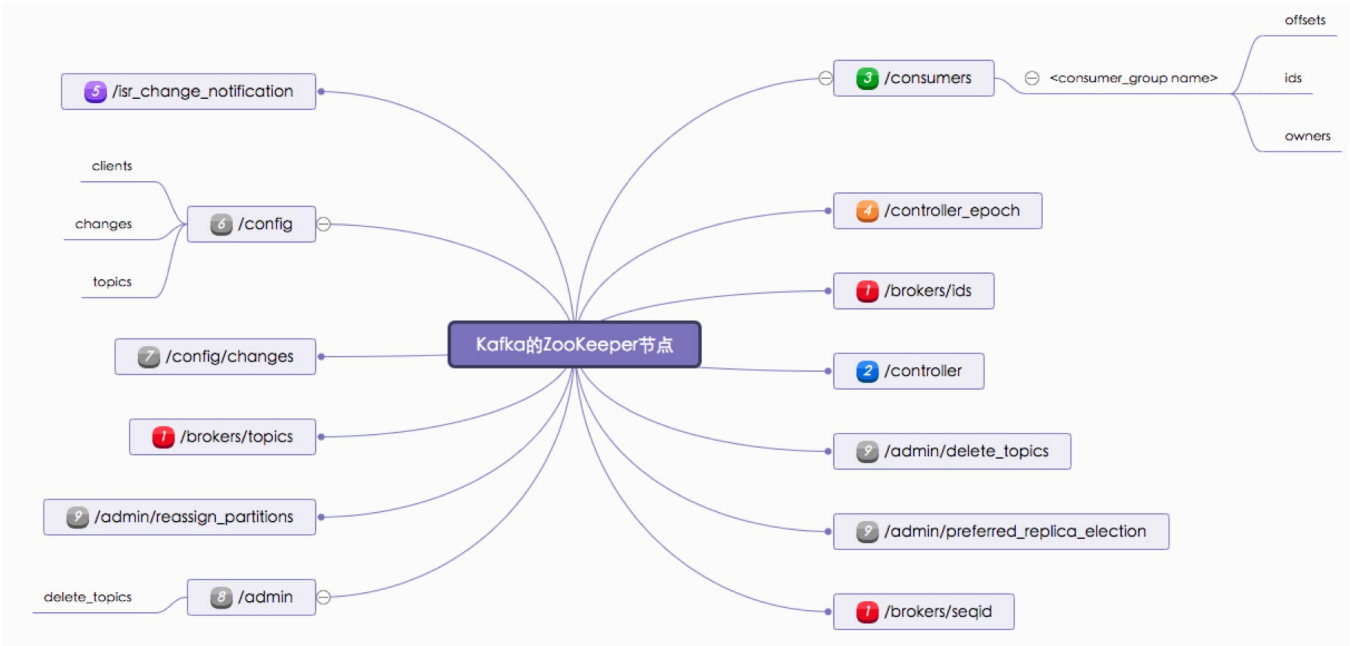 offsets
3 /consumers
<consumer_group name>
ids
owners
5 /isr_change_notification
clients
6 /config
changes
topics
4 /controller_epoch
1 /brokers/ids
Kafka的ZooKeeper节点
7 /config/changes
2 /controller
1 /brokers/topics
9 /admin/delete_topics
9 /admin/reassign_partitions
9 /admin/preferred_replica_election
delete_topics
8 /admin
1 /brokers/seqid